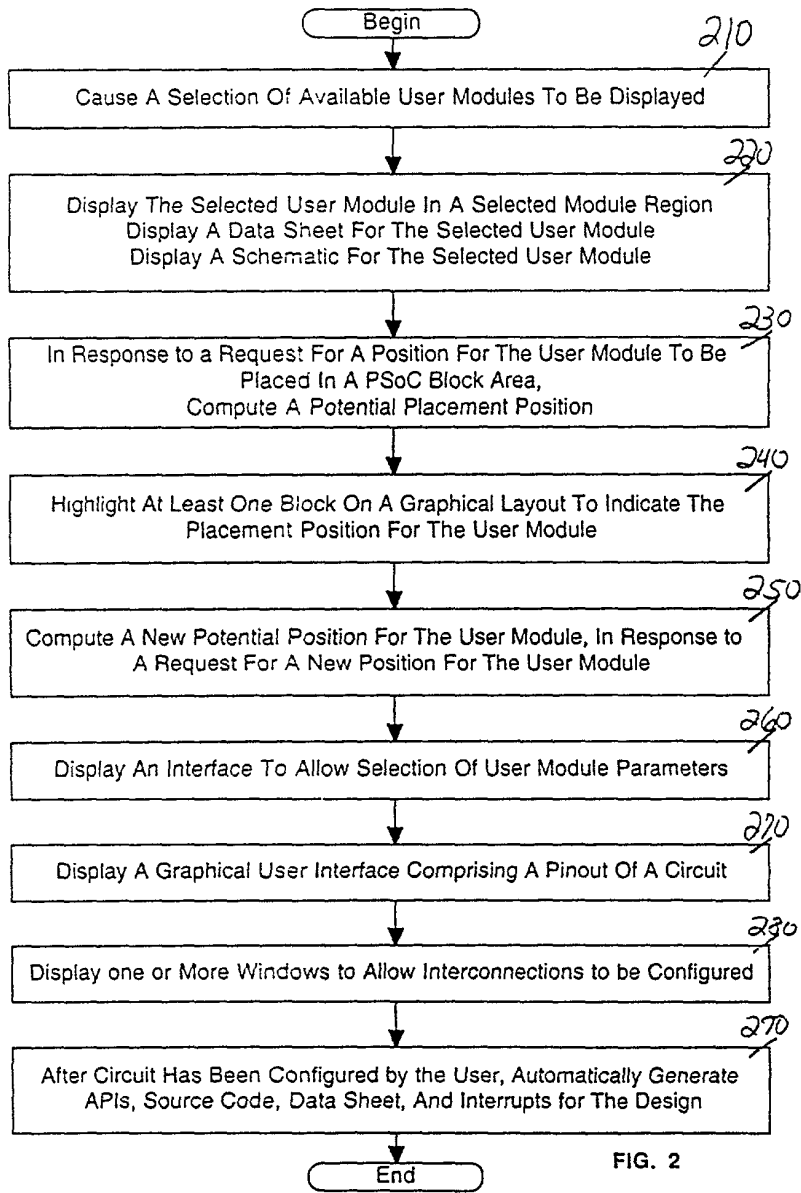 Begin
210
Cause A Selection Of Available User Modules To Be Displayed
220
Display The Selected User Module In A Selected Module Region
Display A Data Sheet For The Selected User Module
Display A Schematic For The Selected User Module
230
In Response to a Request For A Position For The User Module To Be
Placed In A PSoC Block Area,
Compute A Potential Placement Position
240
Highlight At Least One Block On A Graphical Layout To Indicate The
Placement Position For The User Module
250
Compute A New Potential Position For The User Module, In Response to
A Request For A New Position For The User Module
260
Display An Interface To Allow Selection Of User Module Parameters
270
Display A Graphical User Interface Comprising A Pinout Of A Circuit
280
Display one or More Windows to Allow Interconnections to be Configured
After Circuit Has Been Configured by the User, Automatically Generate
APIs, Source Code, Data Sheet, And Interrupts for The Design
End
FIG. 2